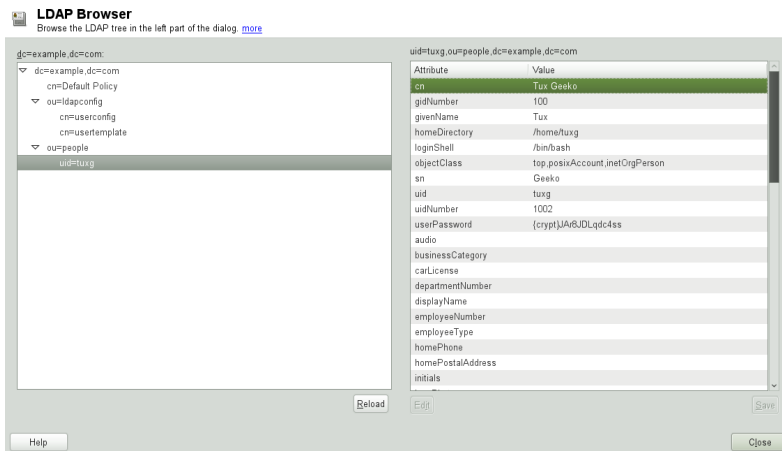 LDAP Browser
Browse the LDAP tree in the left part of the dialog. more
dc=example,dc=com:
dc=example,dc=com
cn=Default Policy
ou=ldapconfig
cn=userconfig
cn=usertemplate
ou=people
uid=tuxg
Reload
uid=tuxg,ou=people,dc=example,dc=com
Attribute Value
cn Tux Geeko
gidNumber 100
givenName Tux
homeDirectory /home/tuxg
loginShell /bin/bash
objectClass top,posixAccount,inetOrgPerson
sn Geeko
uid tuxg
uidNumber 1002
userPassword {crypt}JAr8JDLqdc4ss
audio
businessCategory
carLicense
departmentNumber
displayName
employeeNumber
employeeType
homePhone
homePostalAddress
initials
Edit Save
Help Close